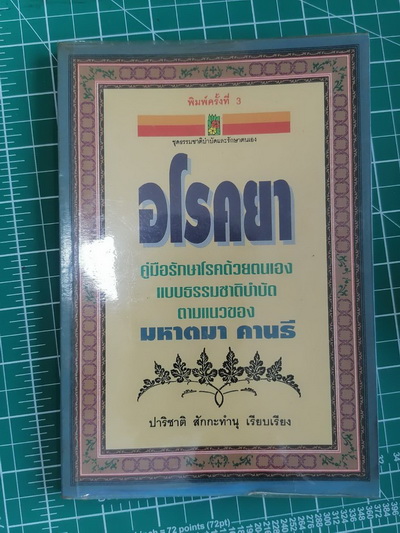 พิมพ์ครั้งที่ 3
ชุดธรรมชาติบำบัดและรักษาตนเอง
อโรคยา
คู่มือรักษาโรคด้วยตนเอง
แบบธรรมชาติบำบัด
ตามแนวของ
มหาตมา คานธี
ปาริชาติ สักกะทำนุ เรียบเรียง
= 72 points (72pt)